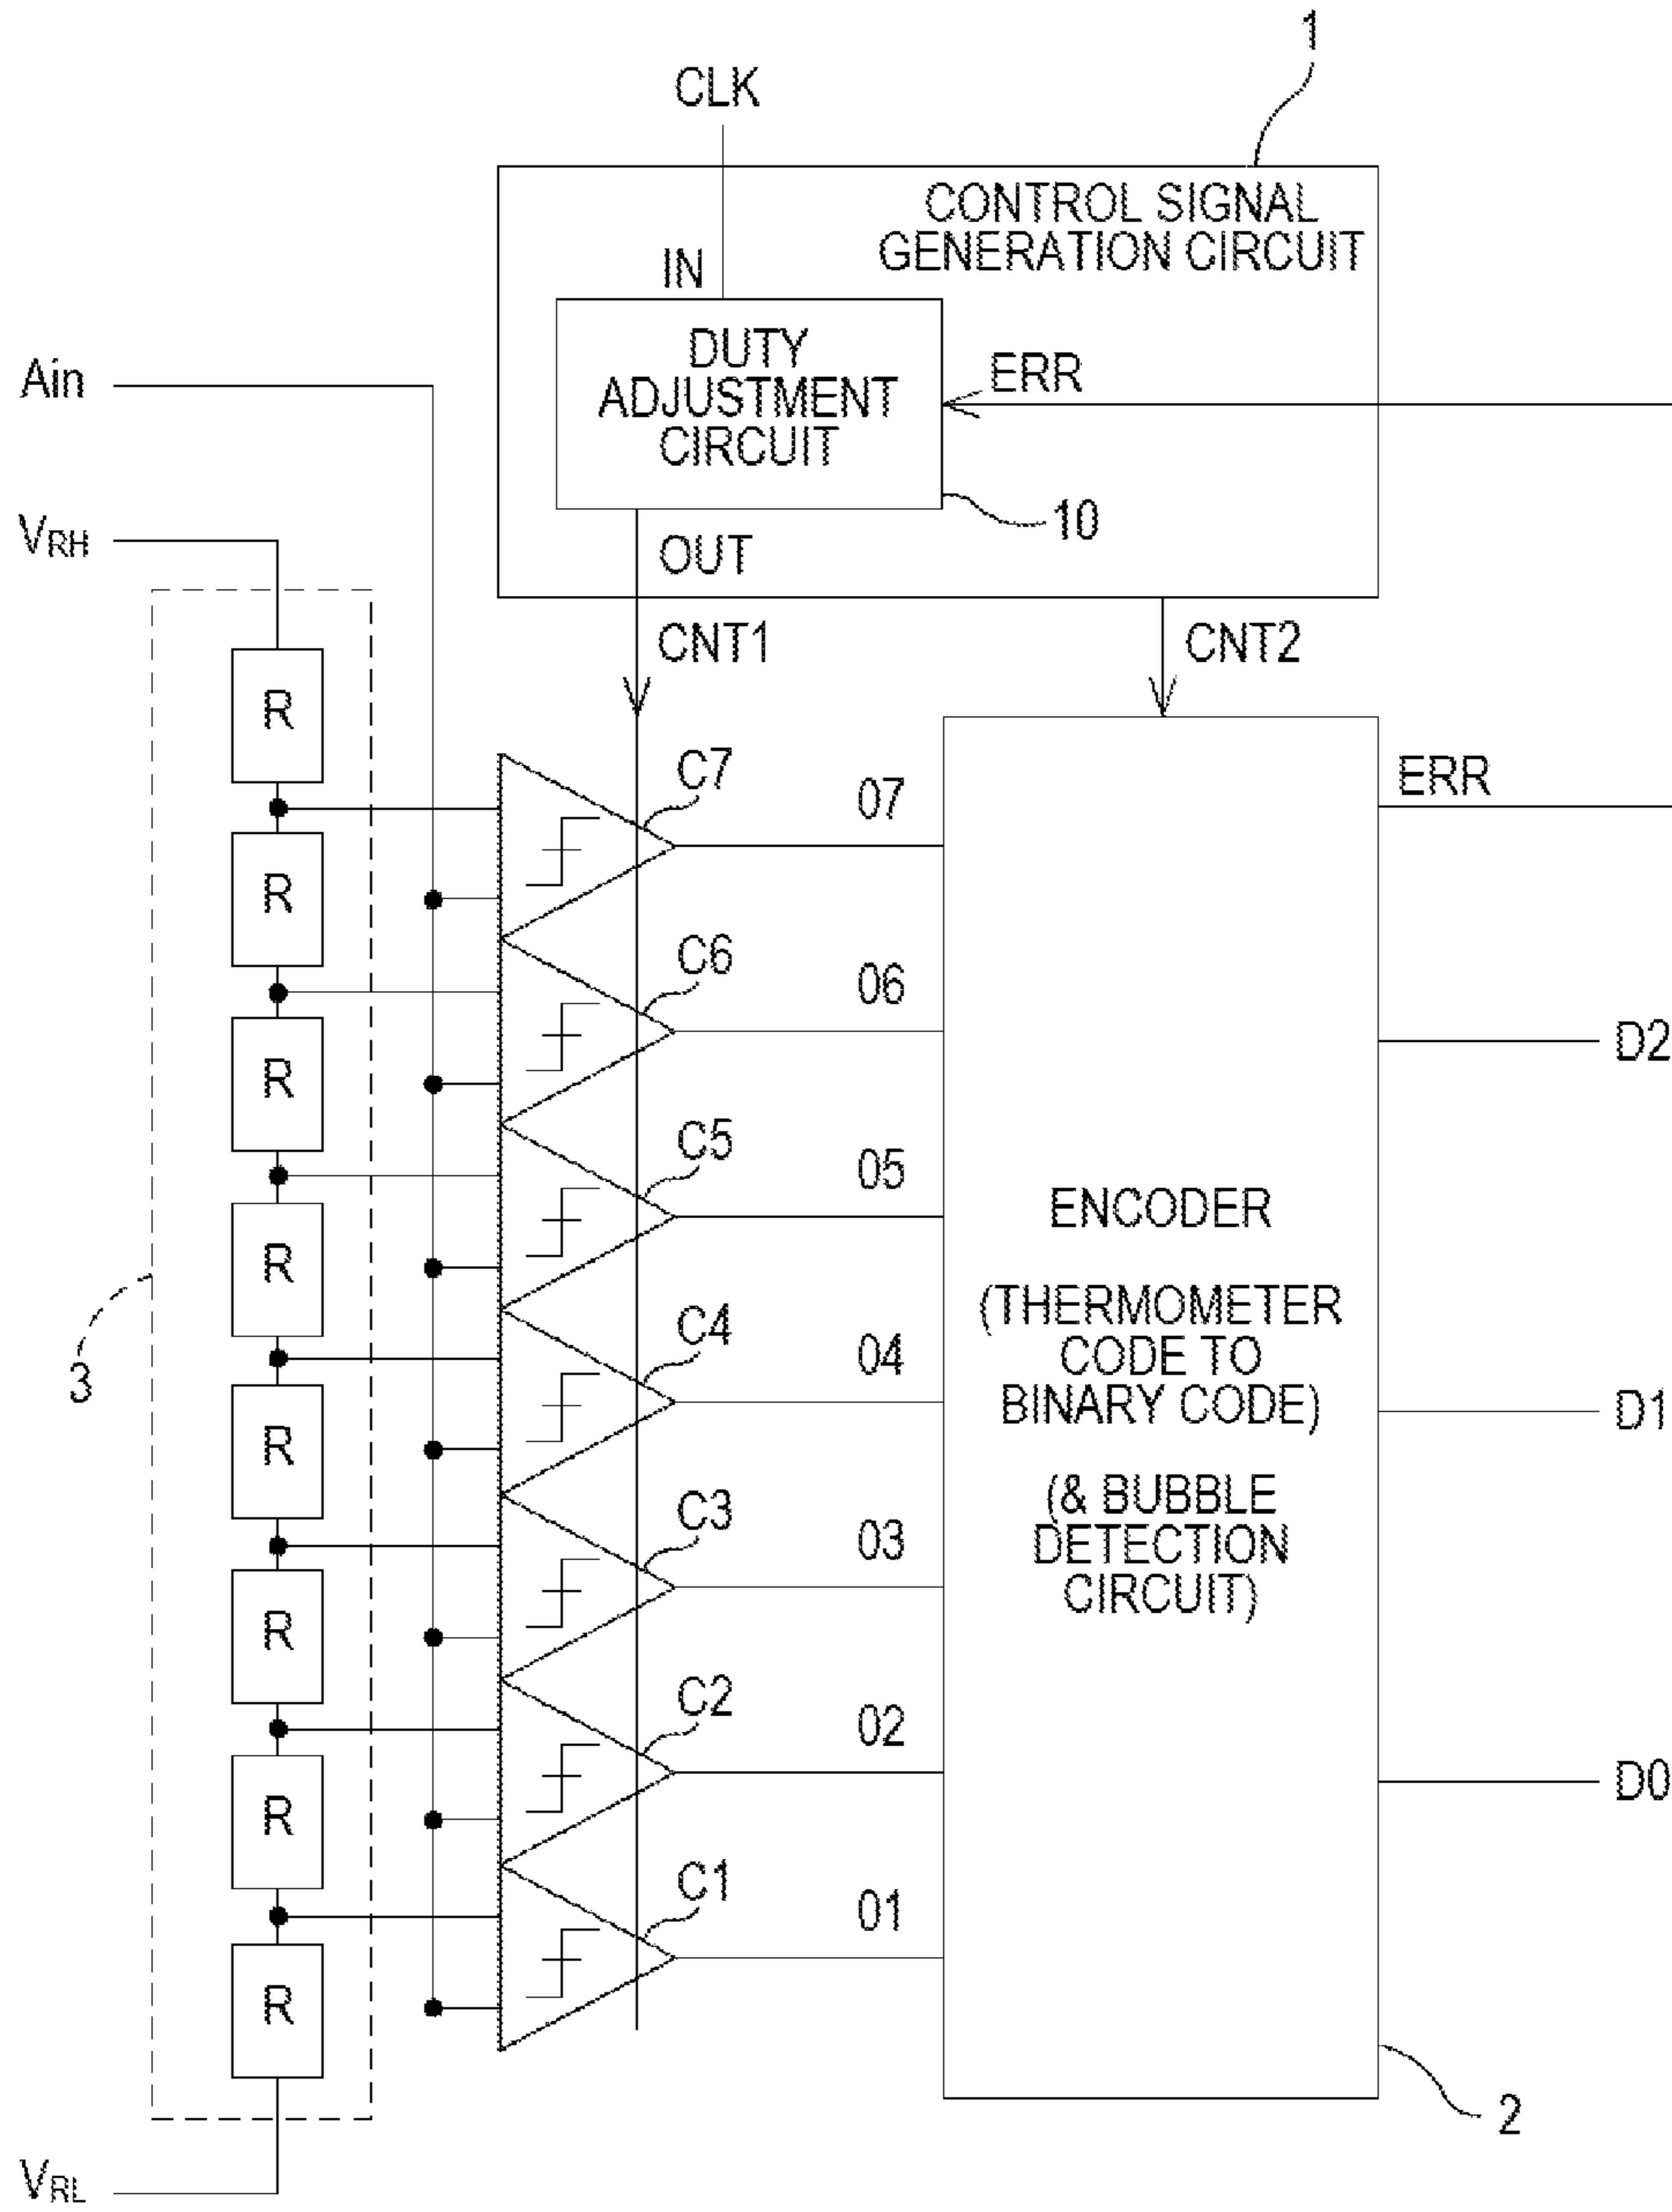 1
CLK
CONTROL SIGNAL
GENERATION CIRCUIT
IN
DUTY
ADJUSTMENT
CIRCUIT
ERR
Ain
10
VRH
OUT
CNT1
CNT2
R
C7
07
ERR
R
C6
06
R
D2
C5
05
R
ENCODER
(THERMOMETER
CODE TO
BINARY CODE)
(& BUBBLE
DETECTION
CIRCUIT)
3
C4
04
D1
R
C3
03
R
C2
02
D0
R
C1
01
R
2
VRL